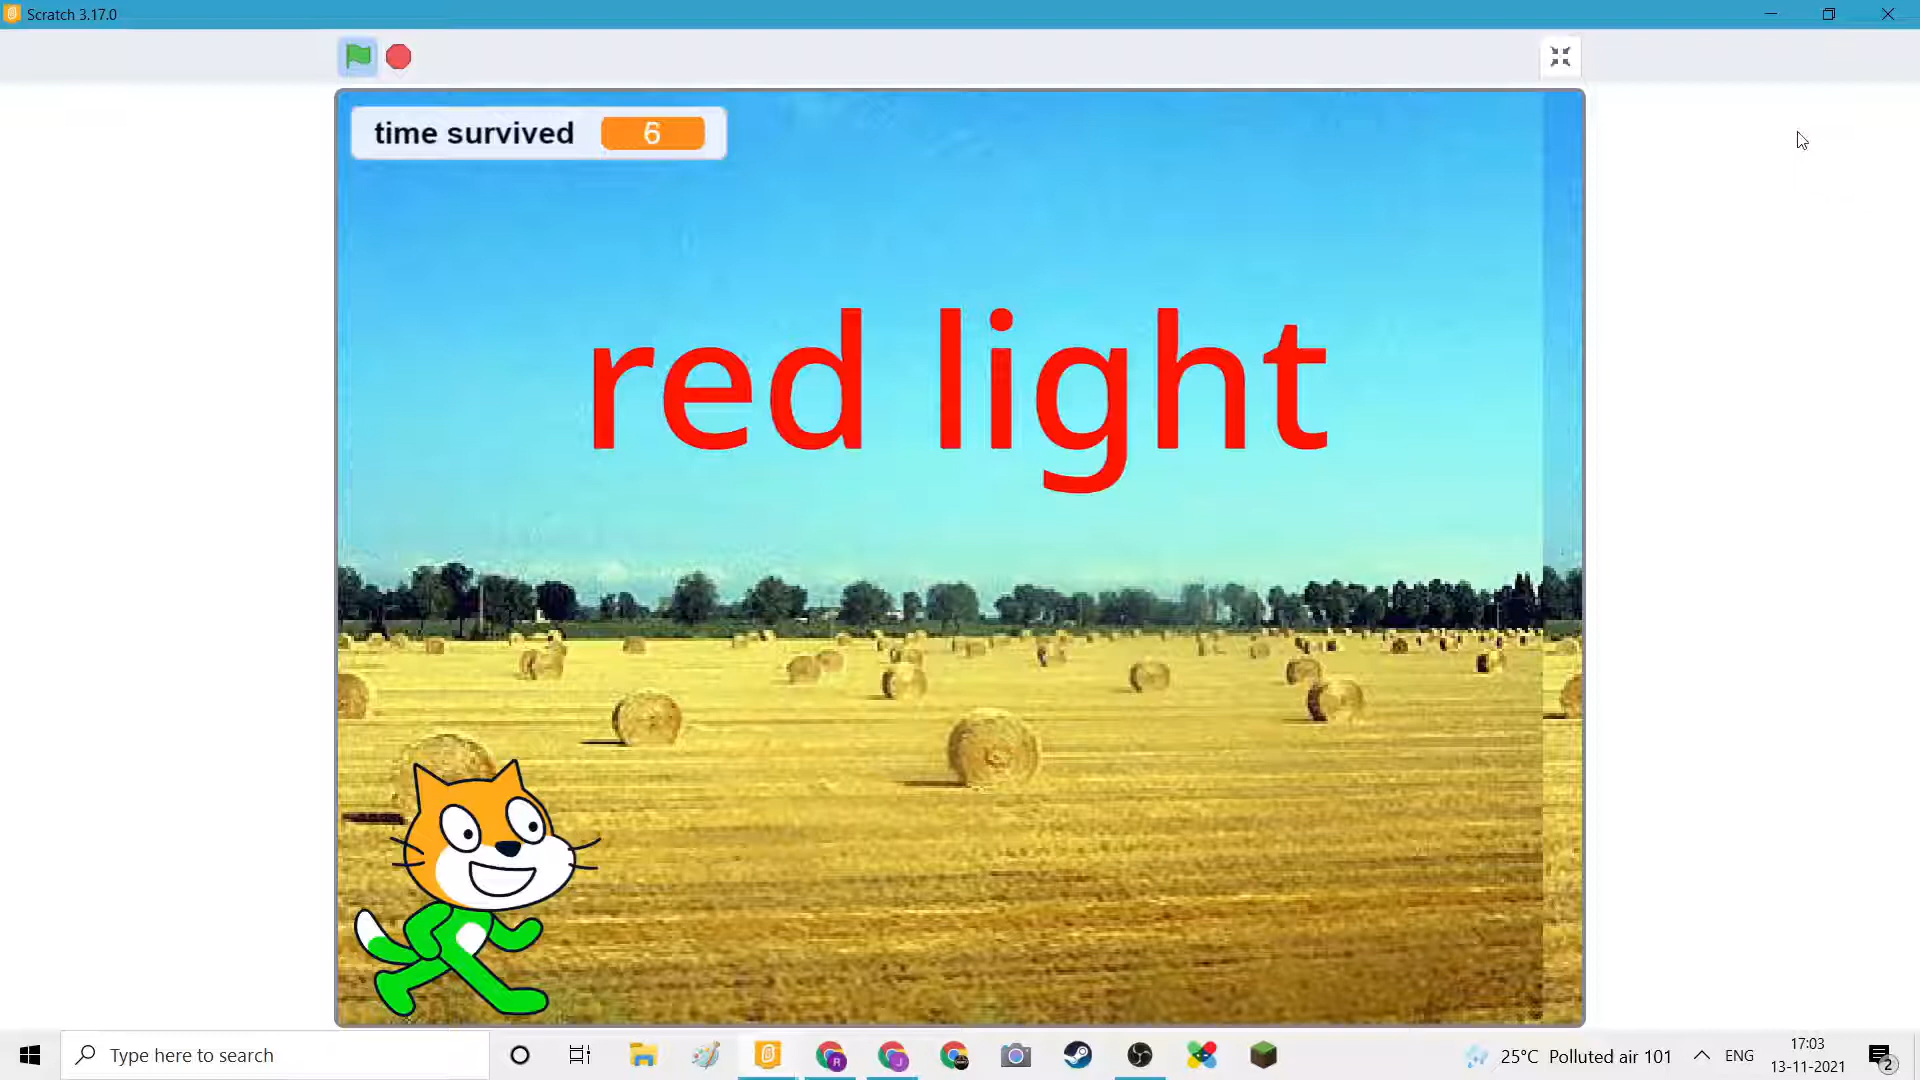 Scratch 3.17.0
time survived 6
red light
Type here to search
25°C Polluted air 101
ENG
17:03
13-11-2021
2